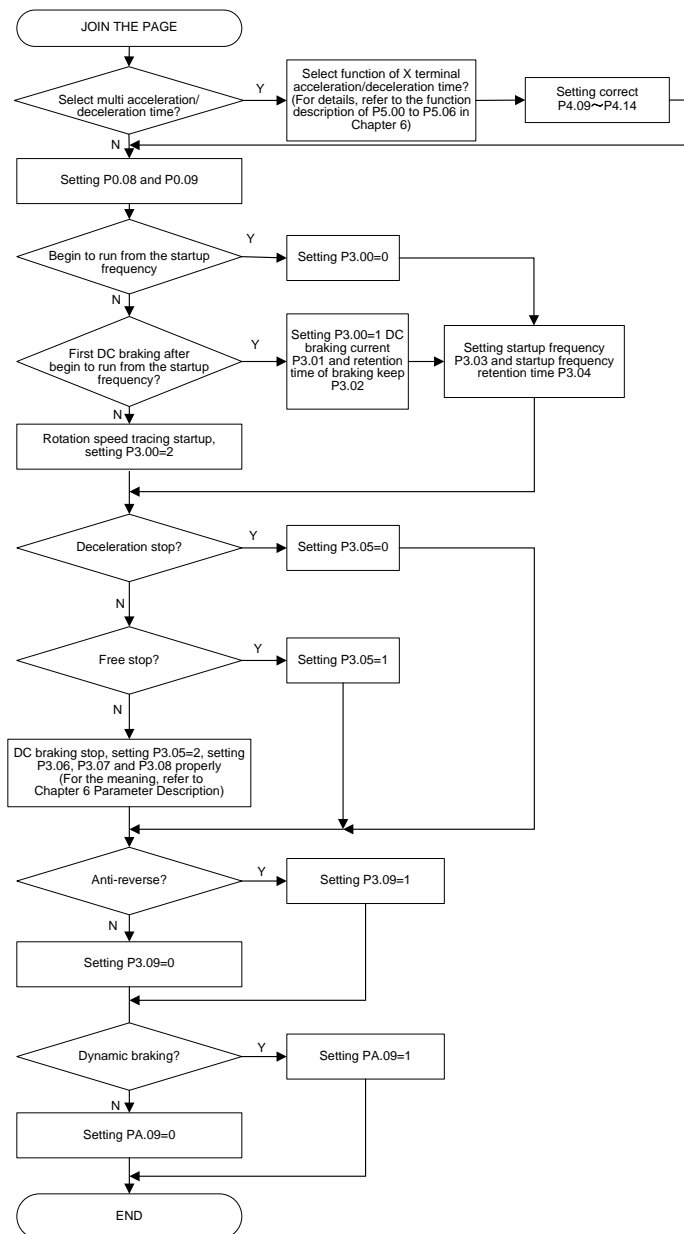 JOIN THE PAGE
Select multi acceleration/
deceleration time?
Y
Select function of X terminal
acceleration/deceleration time?
(For details, refer to the function
description of P5.00 to P5.06 in
Chapter 6)
Setting correct
P4.09～P4.14
N
Setting P0.08 and P0.09
Begin to run from the startup
frequency
Y
Setting P3.00=0
N
First DC braking after
begin to run from the startup
frequency?
Y
Setting P3.00=1 DC
braking current
P3.01 and retention
time of braking keep
P3.02
Setting startup frequency
P3.03 and startup frequency
retention time P3.04
N
Rotation speed tracing startup,
setting P3.00=2
Deceleration stop?
Y
Setting P3.05=0
N
Free stop?
Y
Setting P3.05=1
N
DC braking stop, setting P3.05=2, setting
P3.06, P3.07 and P3.08 properly
(For the meaning, refer to
Chapter 6 Parameter Description)
Anti-reverse?
Y
Setting P3.09=1
N
Setting P3.09=0
Dynamic braking?
Y
Setting PA.09=1
N
Setting PA.09=0
END